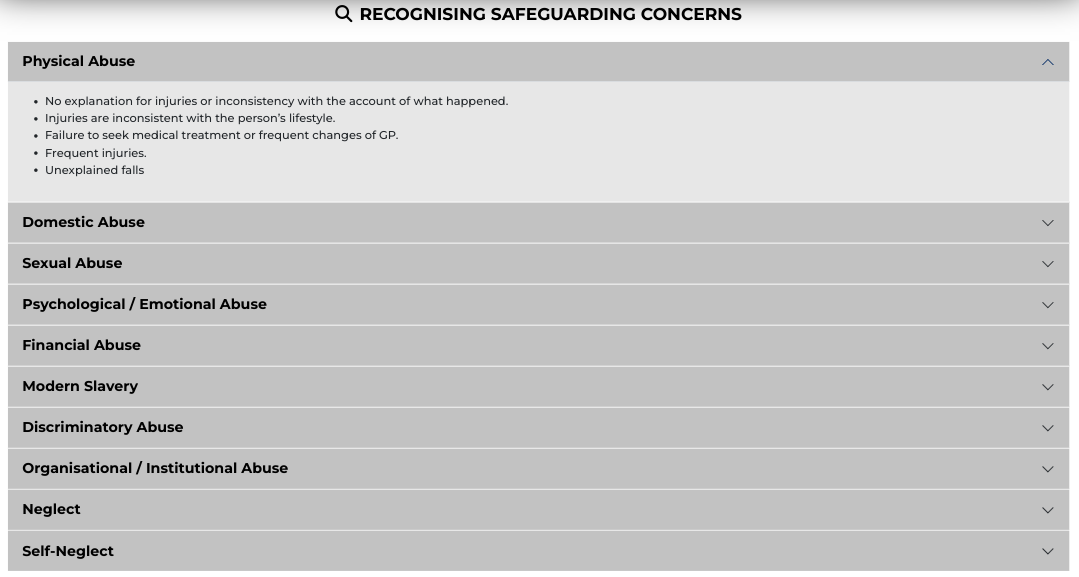 RECOGNISING SAFEGUARDING CONCERNS
Physical Abuse
• No explanation for injuries or inconsistency with the account of what happened.
• Injuries are inconsistent with the person’s lifestyle.
• Failure to seek medical treatment or frequent changes of GP.
• Frequent injuries.
• Unexplained falls
Domestic Abuse
Sexual Abuse
Psychological / Emotional Abuse
Financial Abuse
Modern Slavery
Discriminatory Abuse
Organisational / Institutional Abuse
Neglect
Self-Neglect